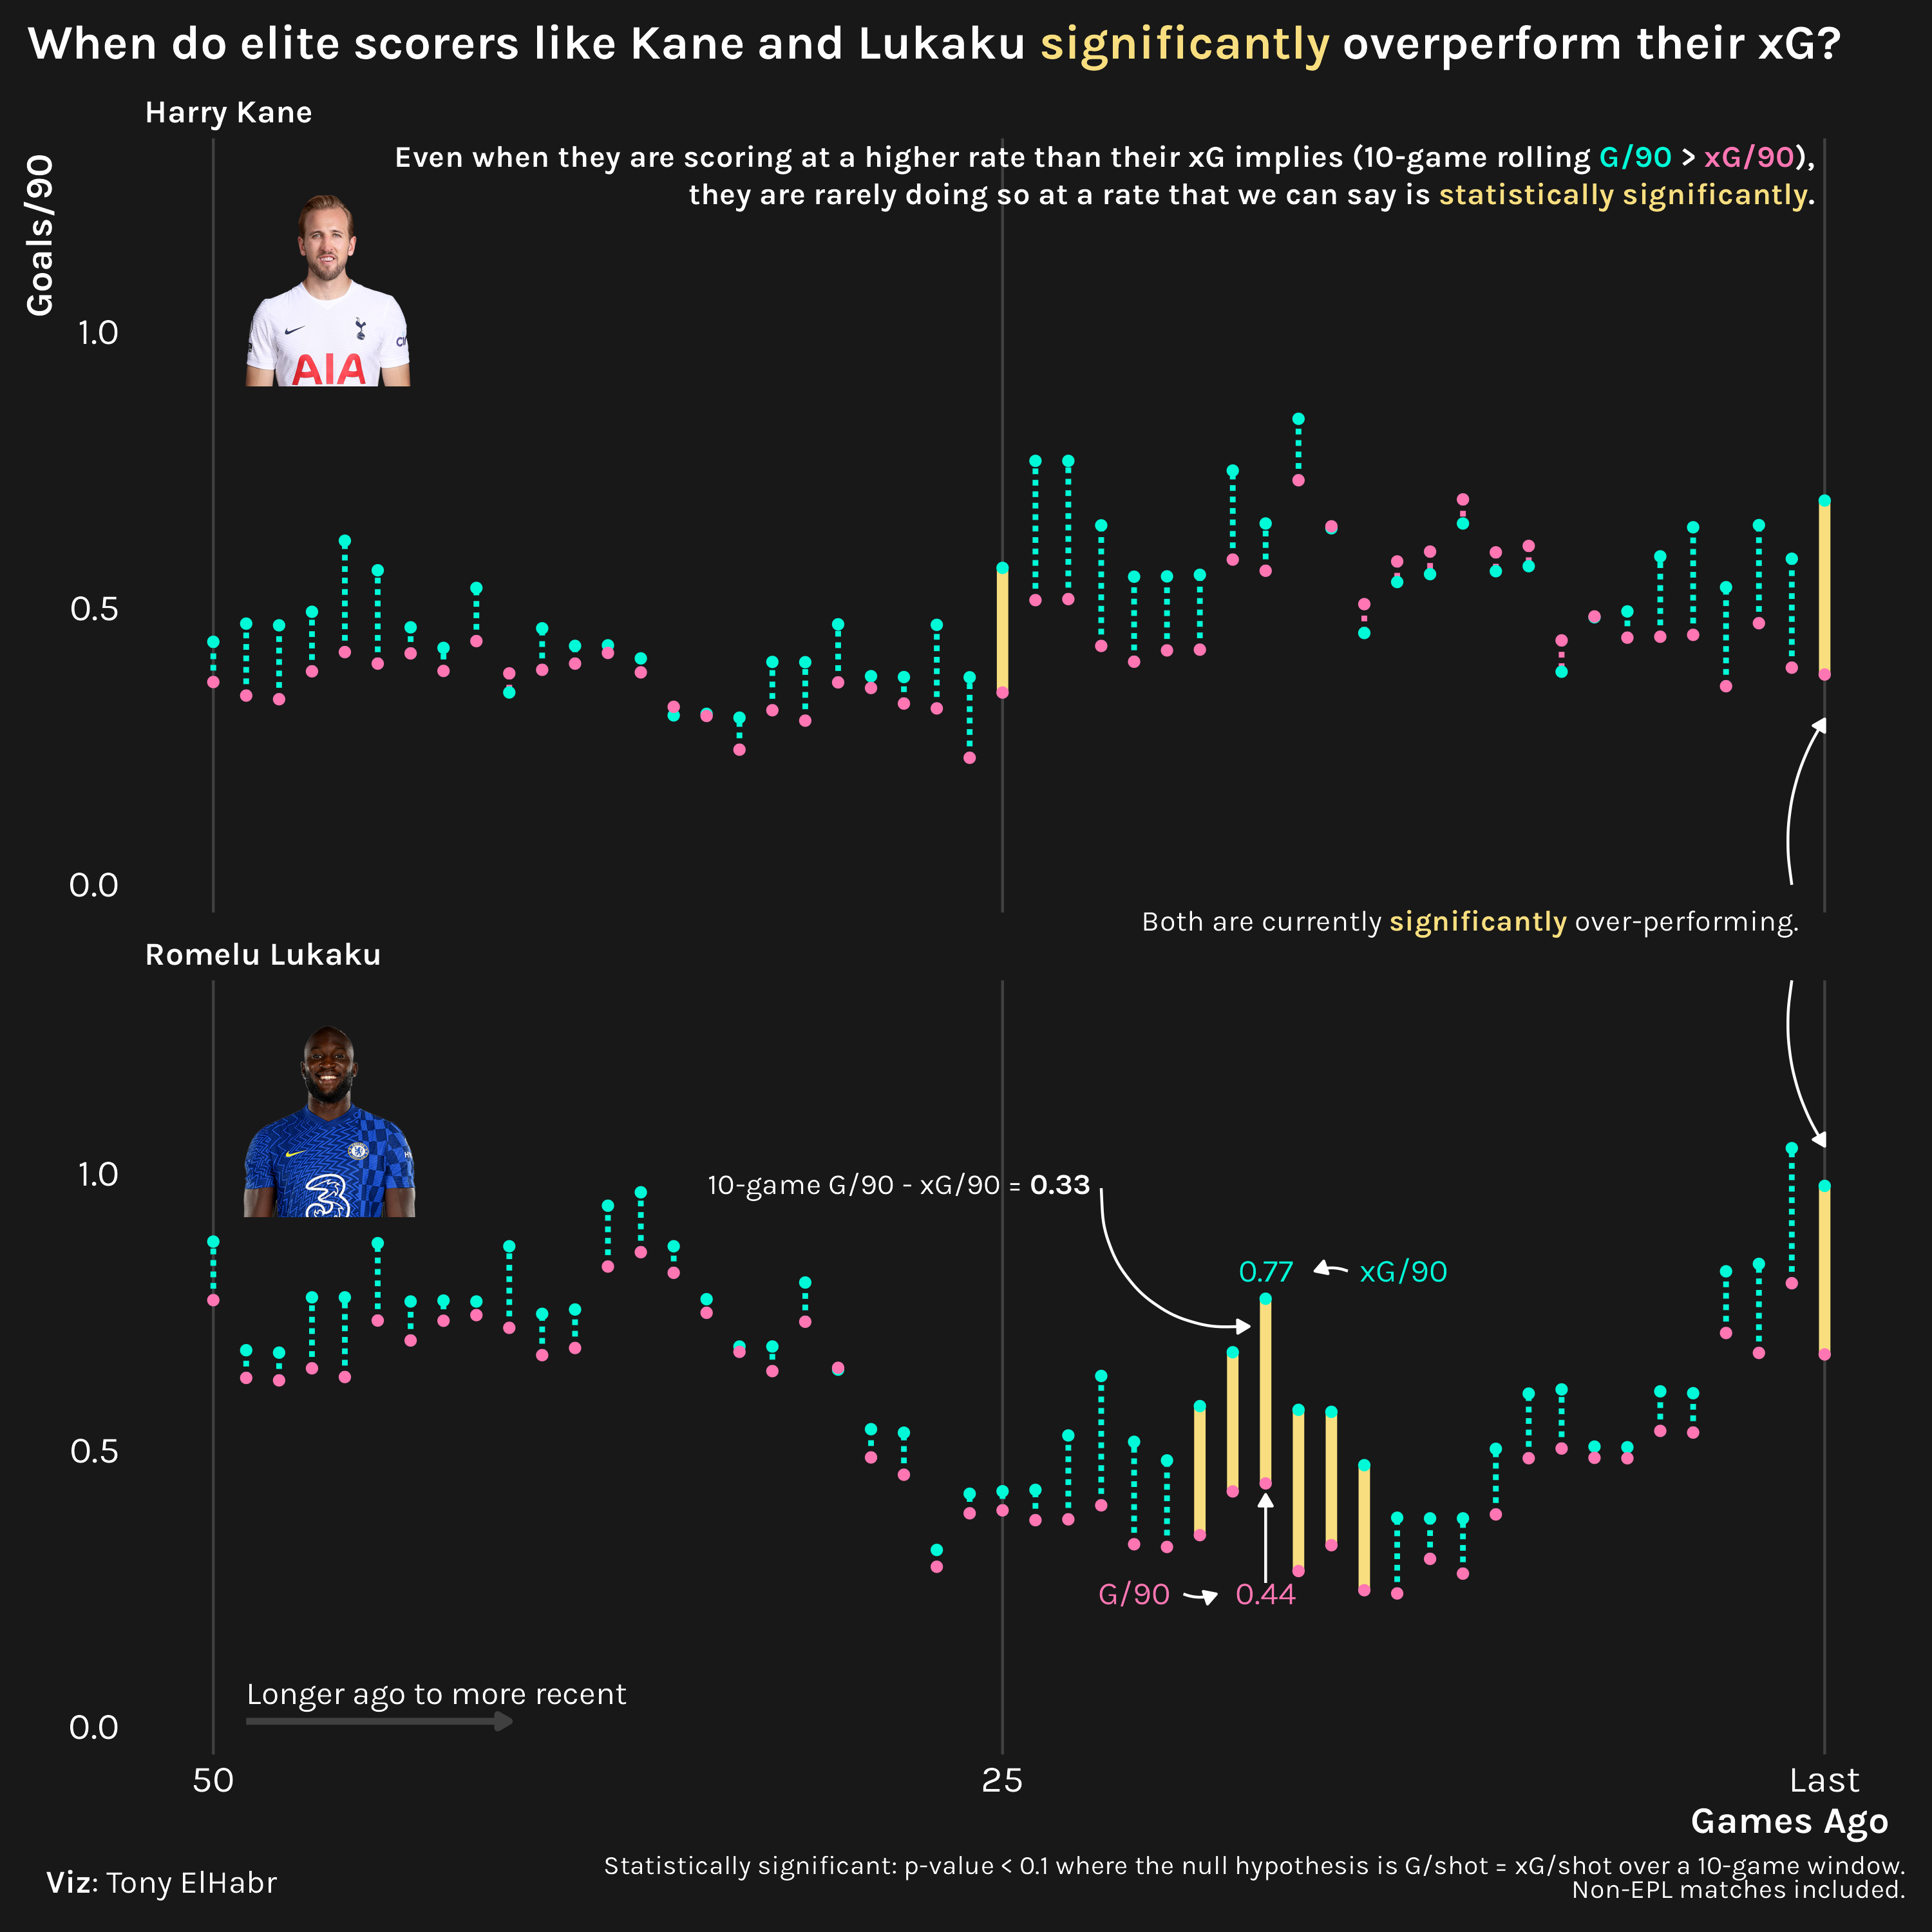 When do elite scorers like Kane and Lukaku significantly overperform their xG?
Harry Kane
Goals/90
Even when they are scoring at a higher rate than their xG implies (10-game rolling G/90 > xG/90),
they are rarely doing so at a rate that we can say is statistically significantly.
AIA
1.0
0.5
0.0
Both are currently significantly over-performing.
Romelu Lukaku
3
1.0
10-game G/90 - xG/90 = 0.33
0.77 xG/90
0.5
G/90 0.44
Longer ago to more recent
0.0
50
25
Last
Games Ago
Statistically significant: p-value < 0.1 where the null hypothesis is G/shot = xG/shot over a 10-game window.
Viz: Tony ElHabr
Non-EPL matches included.